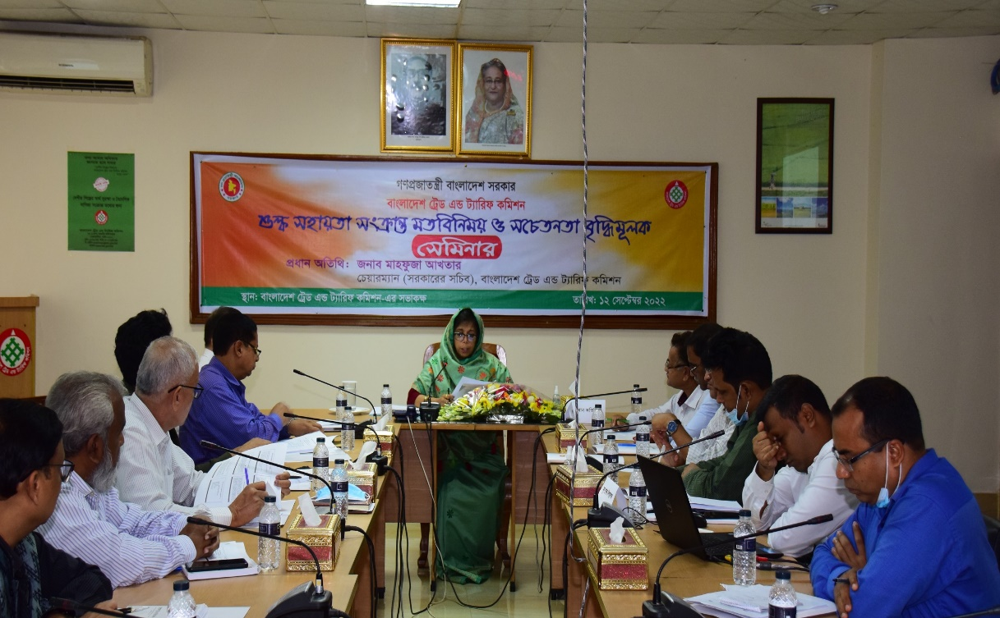 গণপ্রজাতন্ত্রী বাংলাদেশ সরকার
বাংলাদেশ ট্রেড এন্ড ট্যারিফ কমিশন
শুল্ক সহায়তা সংক্রান্ত মতবিনিময় ও সচেতনতা বৃদ্ধিমূলক
সেমিনার
প্রধান অতিথি: জনাব মাহফুজা আখতার
চেয়ারম্যান (সরকারের সচিব), বাংলাদেশ ট্রেড এন্ড ট্যারিফ কমিশন
স্থান: বাংলাদেশ ট্রেড এন্ড ট্যারিফ কমিশন-এর সভাকক্ষ
তারিখ: ১২ সেপ্টেম্বর ২০২২